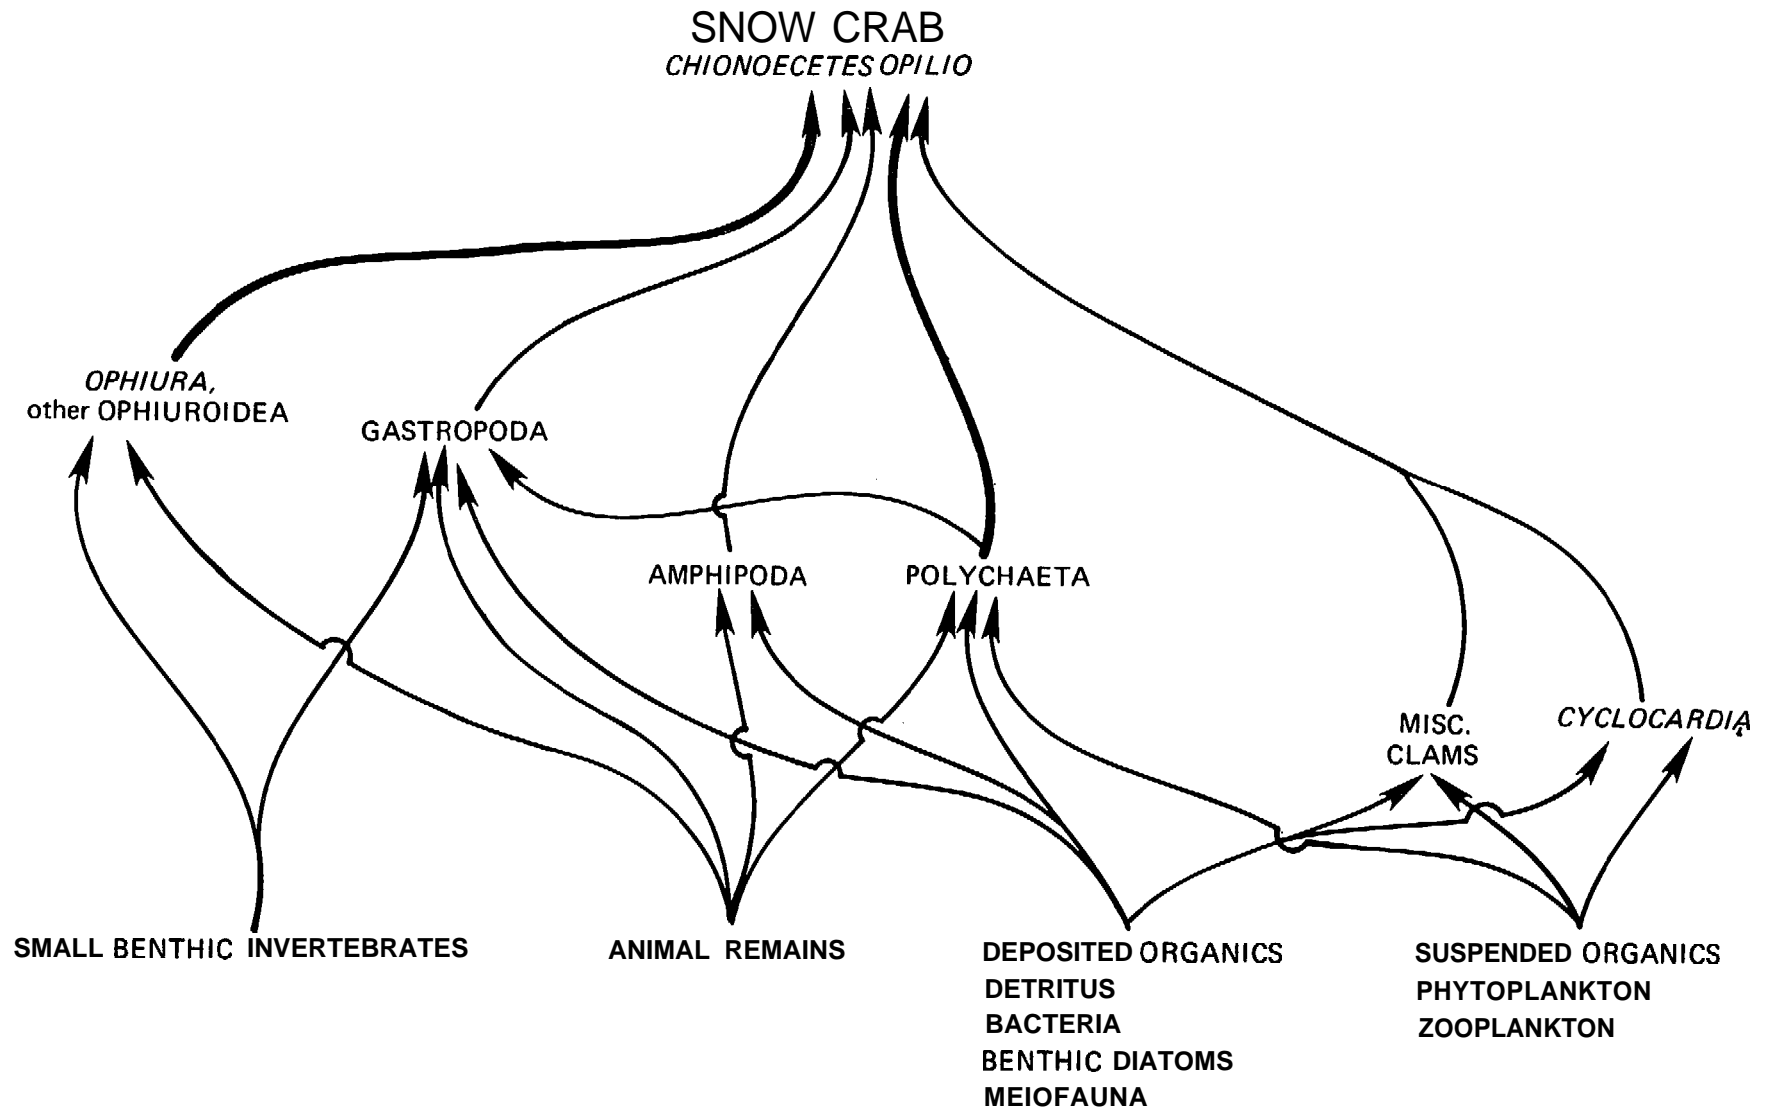 SNOW CRAB
CHIONOECETES OPILIO
OPHIURA,
other OPHIUROIDEA
GASTROPODA
AMPHIPODA
POLYCHAETA
MISC.
CLAMS
CYCLOCARDIA
SMALL BENTHIC INVERTEBRATES
ANIMAL REMAINS
DEPOSITED ORGANICS
DETRITUS
BACTERIA
BENTHIC DIATOMS
MEIOFAUNA
SUSPENDED ORGANICS
PHYTOPLANKTON
ZOOPLANKTON